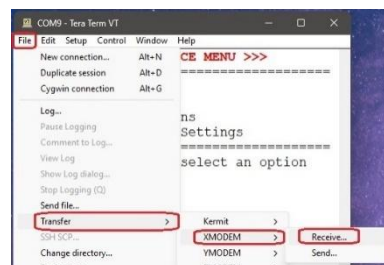 COM9 - Tera Term VT
File Edit Setup Control Window Help
New connection... Alt+N
Duplicate session Alt+D
Cygwin connection Alt+G
Log...
Pause Logging
Comment to Log...
View Log
Show Log dialog...
Stop Logging (Q)
Send file...
Transfer >
SSH SCP...
Change directory...
CE MENU >>>
====================
ns
Settings
====================
select an option
Kermit >
XMODEM >
YMODEM >
Receive...
Send...